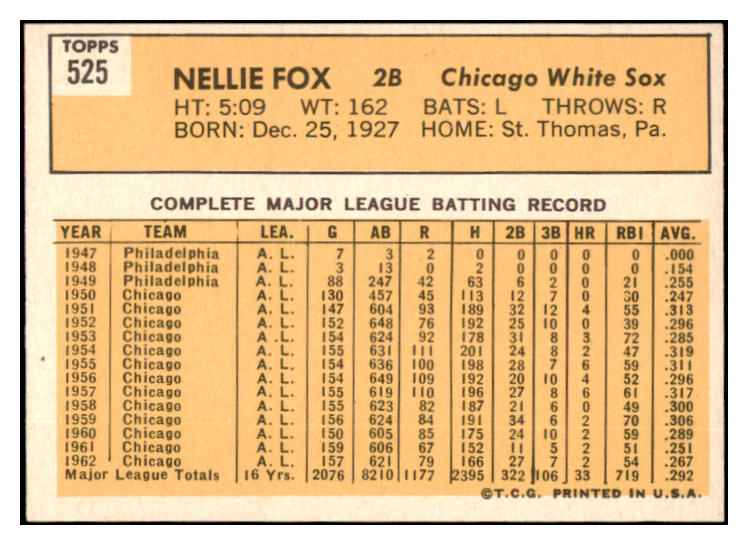 TOPPS
525
NELLIE FOX 2B Chicago White Sox
HT: 5:09 WT: 162 BATS: L THROWS: R
BORN: Dec. 25, 1927 HOME: St. Thomas, Pa.
COMPLETE MAJOR LEAGUE BATTING RECORD
YEAR TEAM LEA. G AB R H 2B 3B HR RBI AVG.
1947 Philadelphia A. L. 7 3 2 0 0 0 0 0 .000
1948 Philadelphia A. L. 3 13 0 2 0 0 0 0 .154
1949 Philadelphia A. L. 88 247 42 63 6 2 0 21 .255
1950 Chicago A. L. 130 457 45 113 12 7 0 30 .247
1951 Chicago A. L. 147 604 93 189 32 12 4 55 .313
1952 Chicago A. L. 152 648 76 192 25 10 0 39 .296
1953 Chicago A .L. 154 624 92 178 31 8 3 72 .285
1954 Chicago A. L. 155 631 111 201 24 8 2 47 .319
1955 Chicago A. L. 154 636 100 198 28 7 6 59 .311
1956 Chicago A. L. 154 649 109 192 20 10 4 52 .296
1957 Chicago A. L. 155 619 110 196 27 8 6 61 .317
1958 Chicago A. L. 155 623 82 187 21 6 0 49 .300
1959 Chicago A. L. 156 624 84 191 34 6 2 70 .306
1960 Chicago A. L. 150 605 85 175 24 10 2 59 .289
1961 Chicago A. L. 159 606 67 152 11 5 2 51 .251
1962 Chicago A. L. 157 621 79 166 27 7 2 54 .267
Major League Totals 16 Yrs. 2076 8210 1177 2395 322 106 33 719 .292
©T.C.G. PRINTED IN U.S.A.